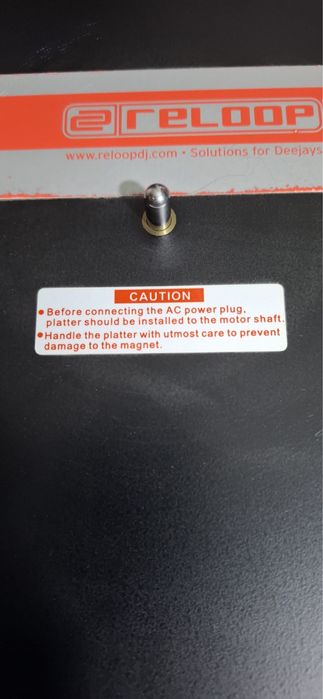 RELOOP
www.reloopdj.com • Solutions for Deejays
CAUTION
• Before connecting the AC power plug,
platter should be installed to the motor shaft.
• Handle the platter with utmost care to prevent
damage to the magnet.